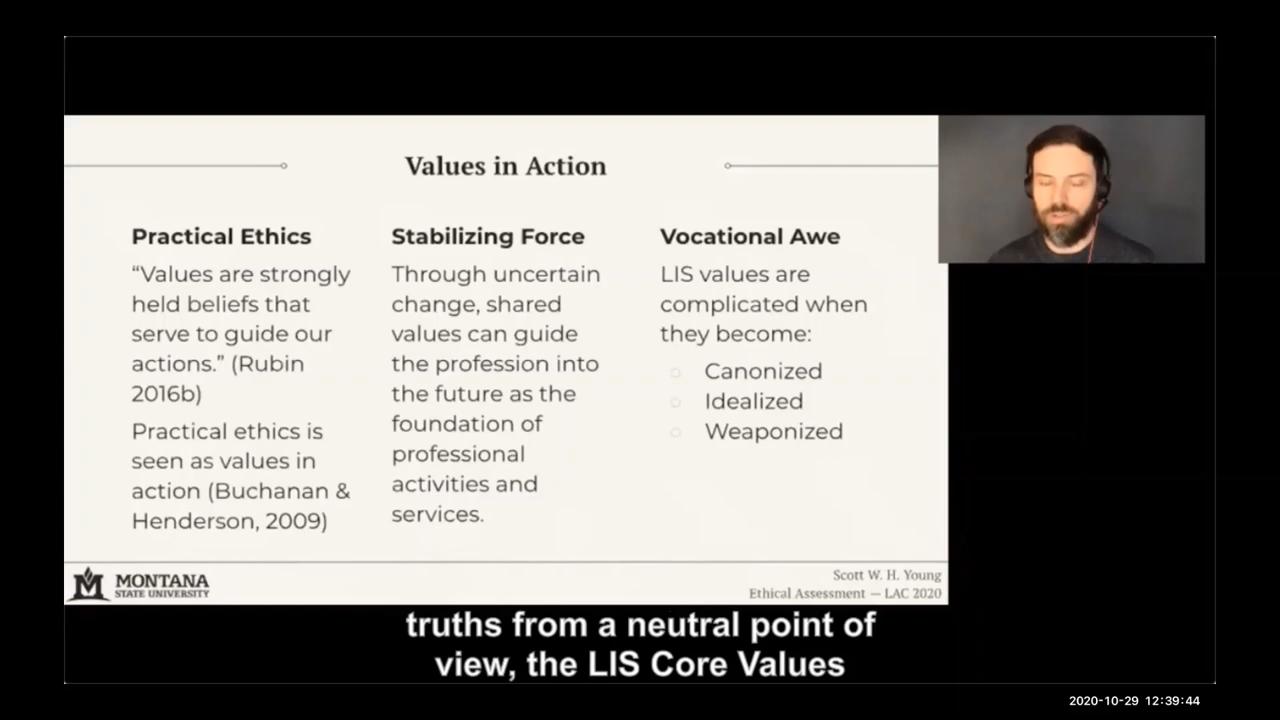 Values in Action
Practical Ethics
“Values are strongly
held beliefs that
serve to guide our
actions.” (Rubin
2016b)
Practical ethics is
seen as values in
action (Buchanan &
Henderson, 2009)
Stabilizing Force
Through uncertain
change, shared
values can guide
the profession into
the future as the
foundation of
professional
activities and
services.
Vocational Awe
LIS values are
complicated when
they become:
Canonized
Idealized
Weaponized
MONTANA
STATE UNIVERSITY
Scott W. H. Young
Ethical Assessment — LAC 2020
truths from a neutral point of
view, the LIS Core Values
2020-10-29 12:39:44